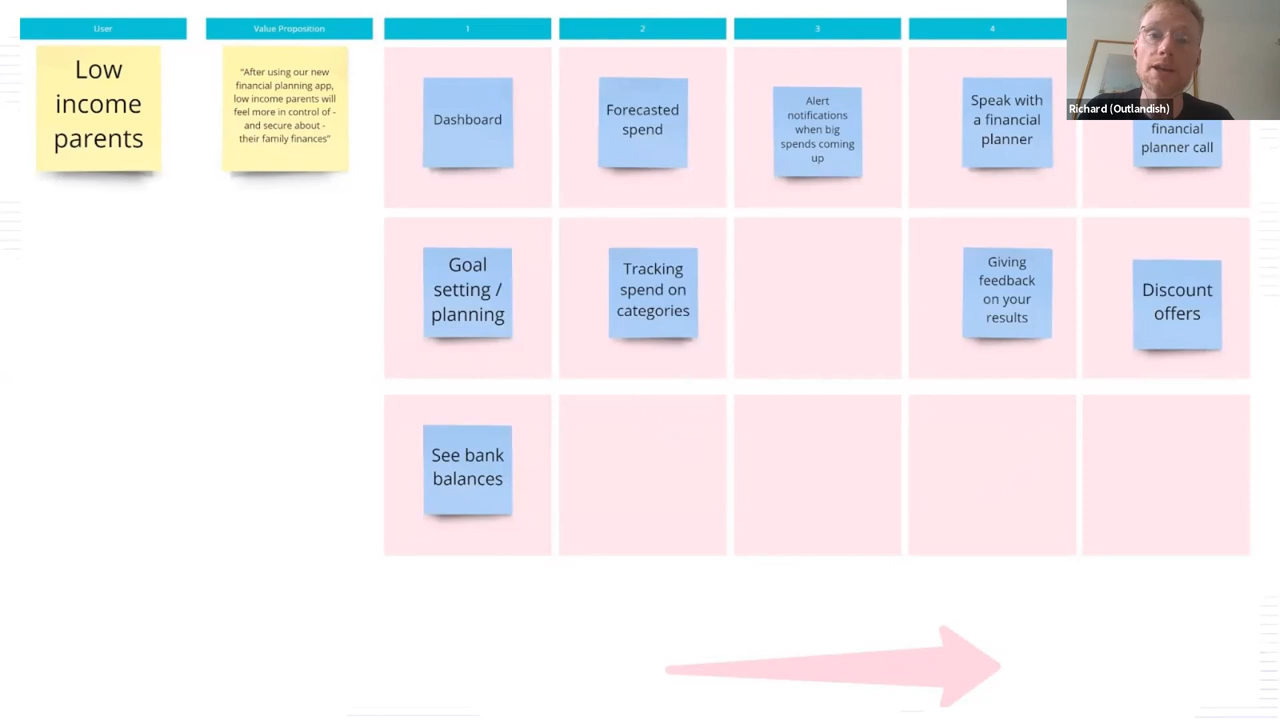 User
Value Proposition
1
2
3
4
Low
income
parents
"After using our new
financial planning app,
low income parents will
feel more in control of -
and secure about -
their family finances"
Dashboard
Forecasted
spend
Alert
notifications
when big
spends coming
up
Speak with
a financial
planner
financial
planner call
Richard (Outlandish)
Goal
setting /
planning
Tracking
spend on
categories
Giving
feedback
on your
results
Discount
offers
See bank
balances